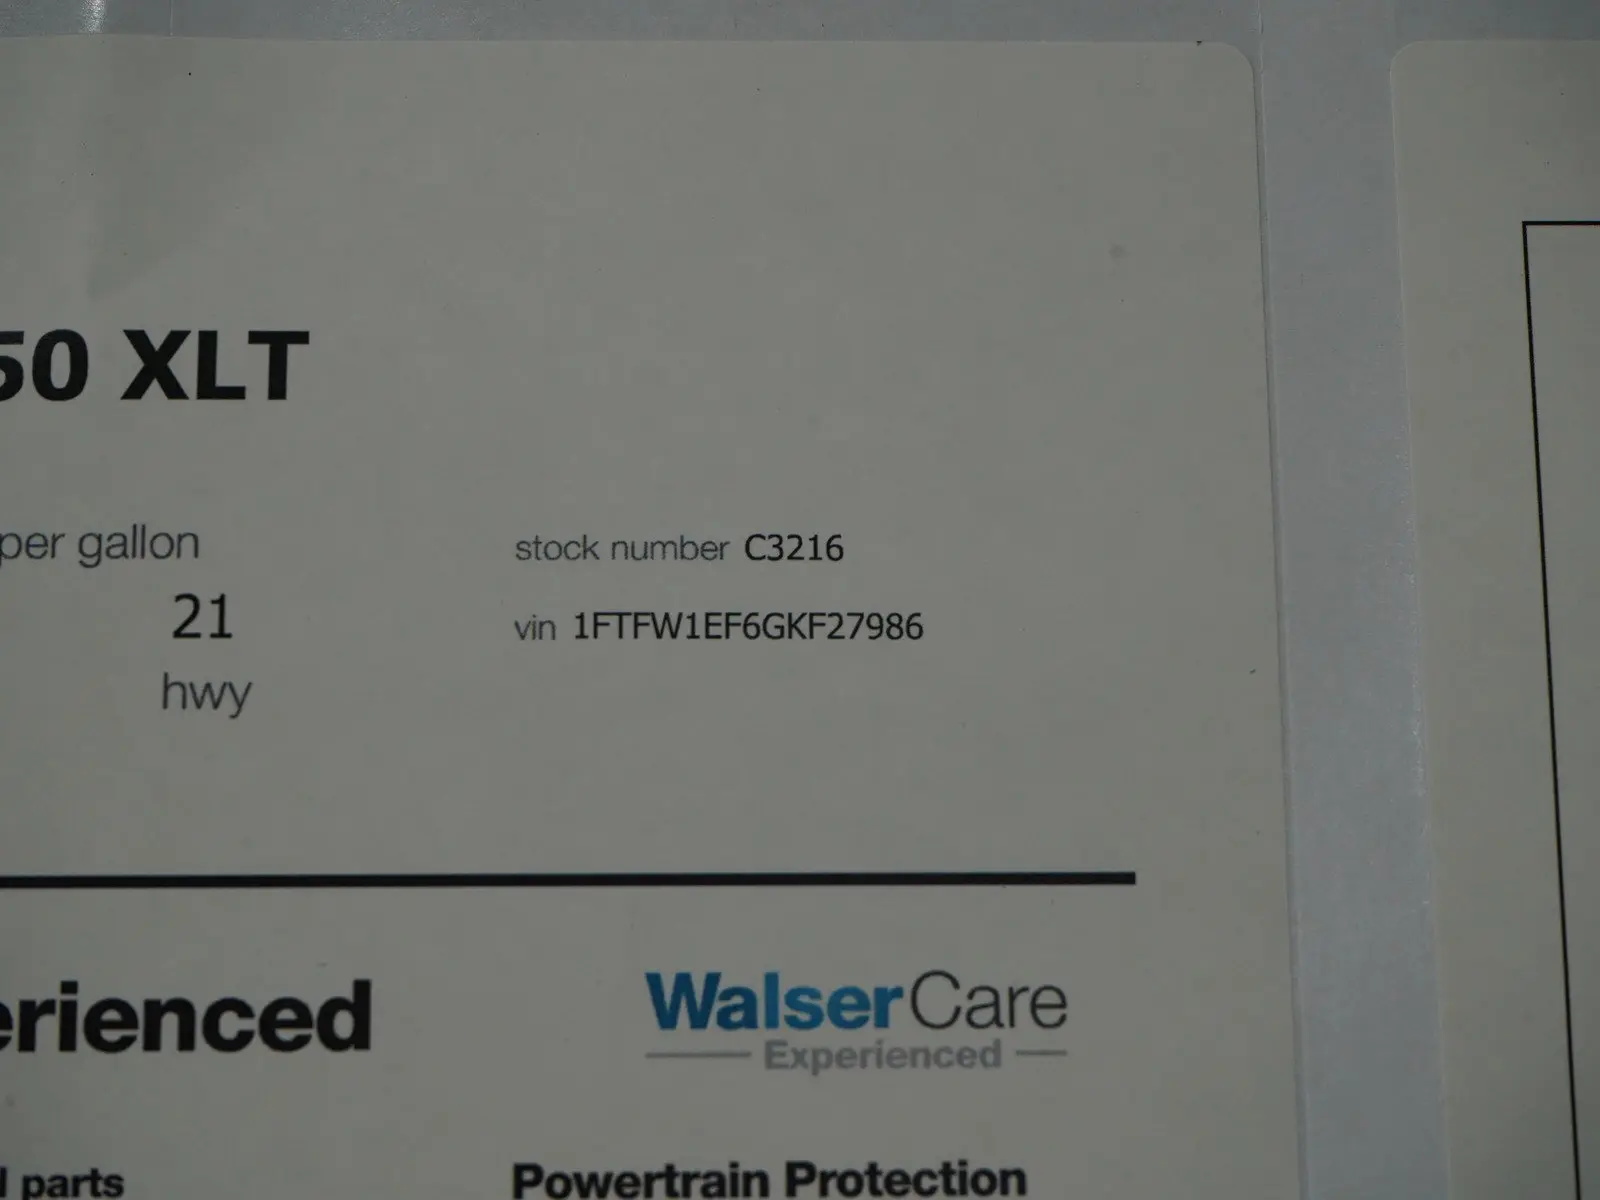 50 XLT
per gallon
21
hwy
stock number C3216
vin 1FTFW1EF6GKF27986
erienced
WalserCare
Experienced
parts
Powertrain Protection